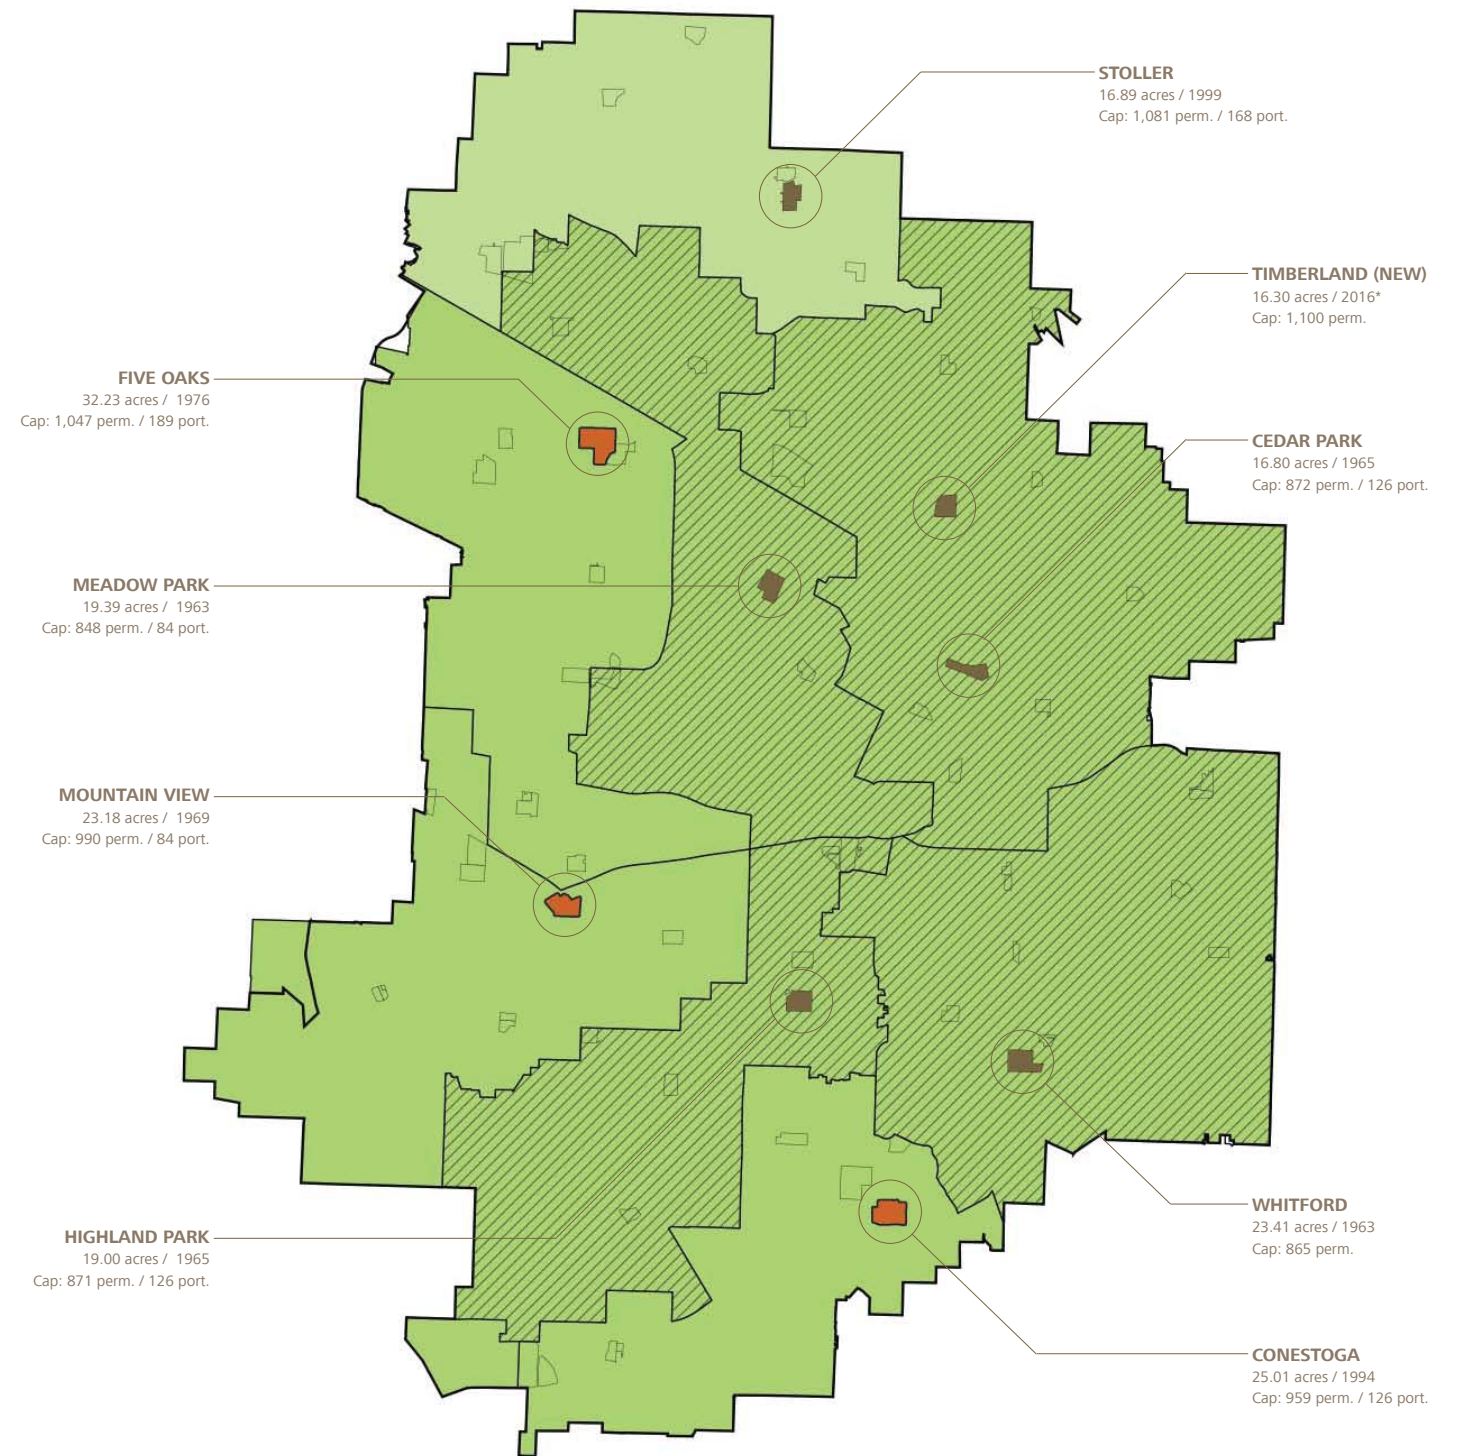 STOLLER
16.89 acres / 1999
Cap: 1,081 perm. / 168 port.
TIMBERLAND (NEW)
16.30 acres / 2016*
Cap: 1,100 perm.
FIVE OAKS
32.23 acres / 1976
Cap: 1,047 perm. / 189 port.
CEDAR PARK
16.80 acres / 1965
Cap: 872 perm. / 126 port.
MEADOW PARK
19.39 acres / 1963
Cap: 848 perm. / 84 port.
MOUNTAIN VIEW
23.18 acres / 1969
Cap: 990 perm. / 84 port.
WHITFORD
23.41 acres / 1963
Cap: 865 perm.
HIGHLAND PARK
19.00 acres / 1965
Cap: 871 perm. / 126 port.
CONESTOGA
25.01 acres / 1994
Cap: 959 perm. / 126 port.